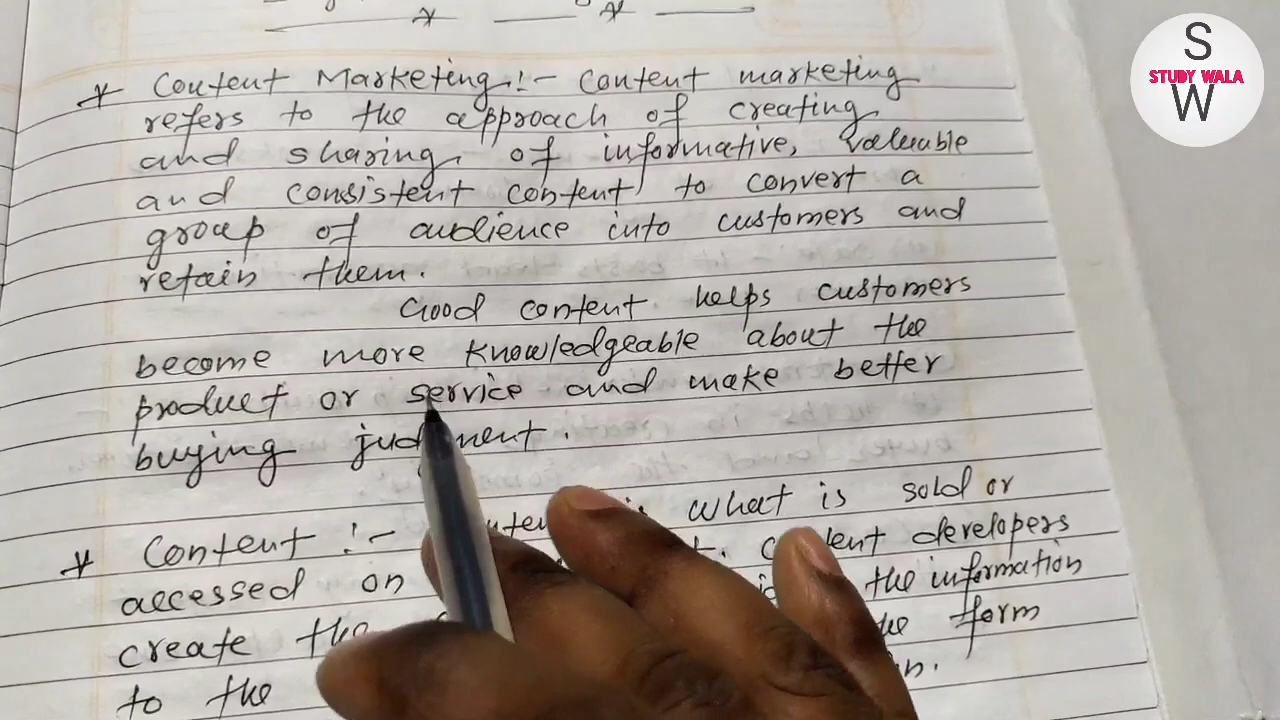 S
STUDY WALA
W
* Content Marketing:- Content marketing
refers to the approach of creating
and sharing of informative, valuable
and consistent content to convert a
group of audience into customers and
retain them.
Good content helps customers
become more knowledgeable about the
product or service and make better
buying
* Content :- what is sold or
accessed on developers
create the the information
to the form